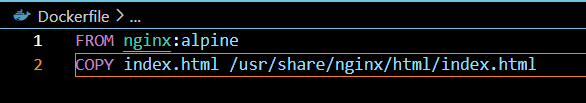 Dockerfile > ...
1 FROM nginx:alpine
2 COPY index.html /usr/share/nginx/html/index.html